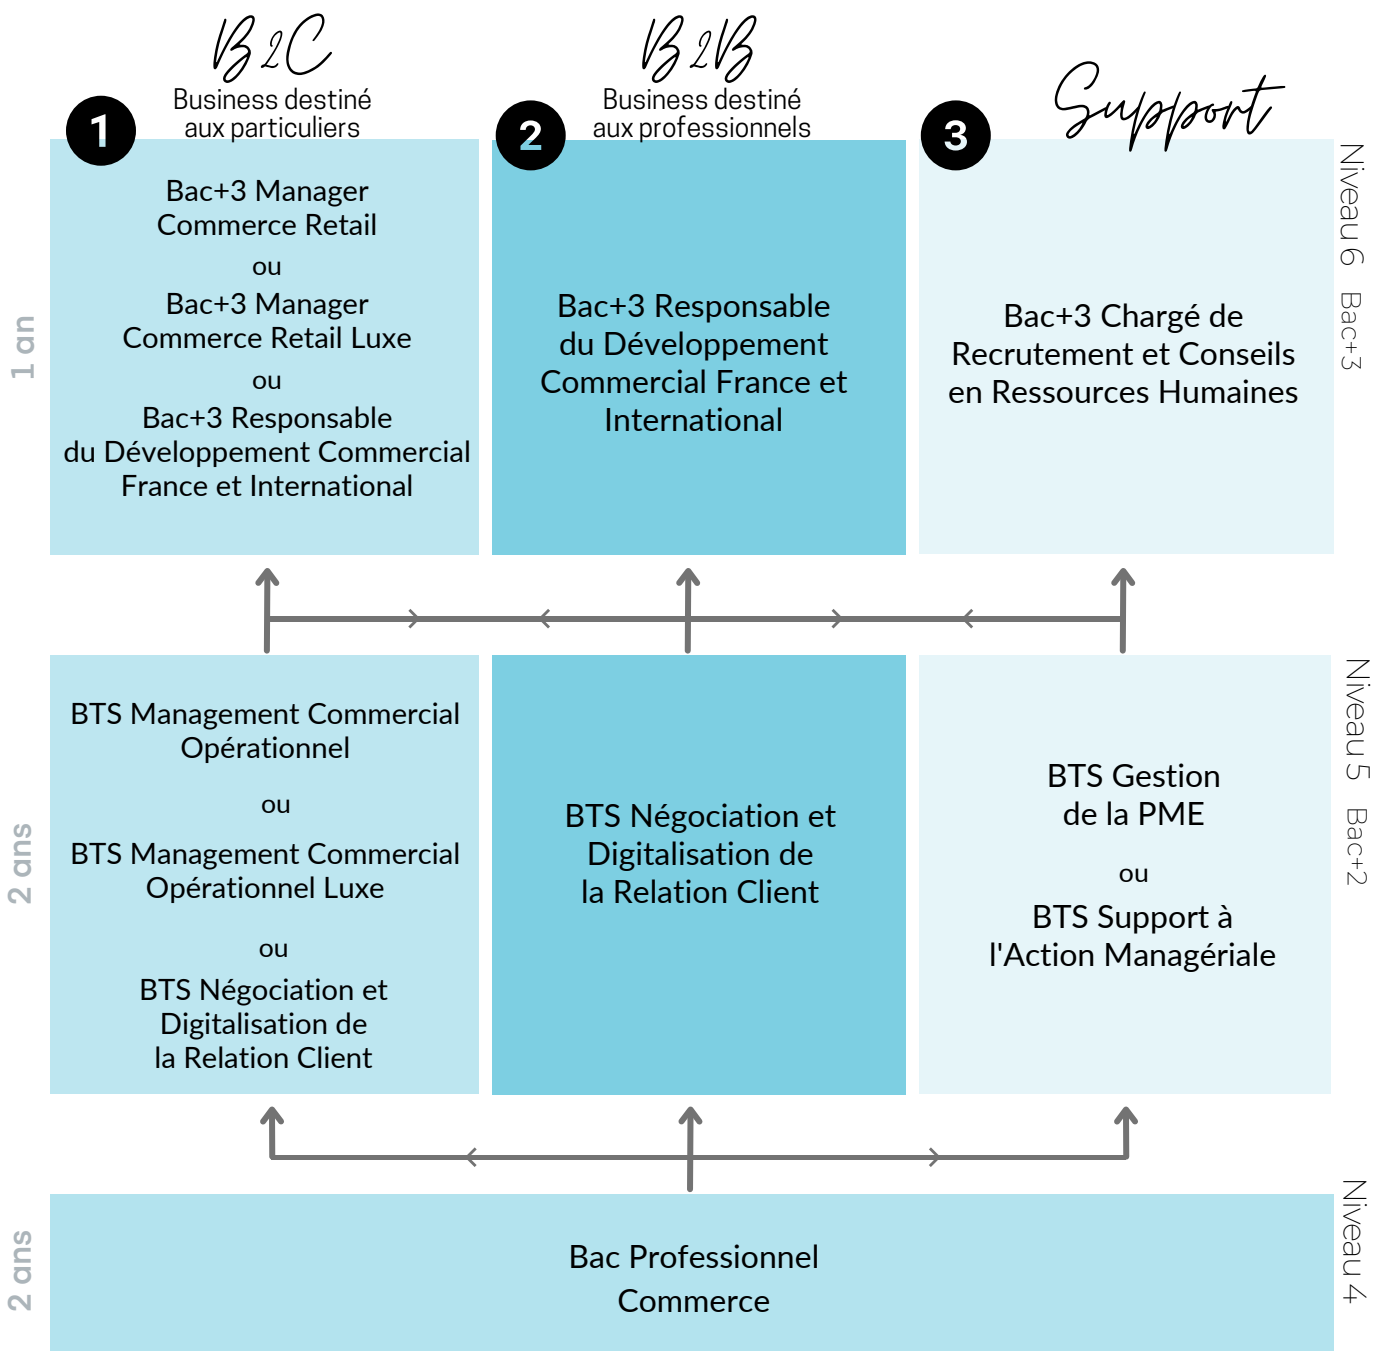 B2C
Business destiné
aux particuliers
1
Bac+3 Manager
Commerce Retail
ou
Bac+3 Manager
Commerce Retail Luxe
ou
Bac+3 Responsable
du Développement Commercial
France et International
B2B
Business destiné
aux professionnels
2
Bac+3 Responsable
du Développement
Commercial France et
International
Support
3
Bac+3 Chargé de
Recrutement et Conseils
en Ressources Humaines
1 an
Niveau 6 Bac+3
BTS Management Commercial
Opérationnel
ou
BTS Management Commercial
Opérationnel Luxe
ou
BTS Négociation et
Digitalisation de
la Relation Client
BTS Négociation et
Digitalisation de
la Relation Client
BTS Gestion
de la PME
ou
BTS Support à
l'Action Managériale
2 ans
Niveau 5 Bac+2
Bac Professionnel
Commerce
2 ans
Niveau 4